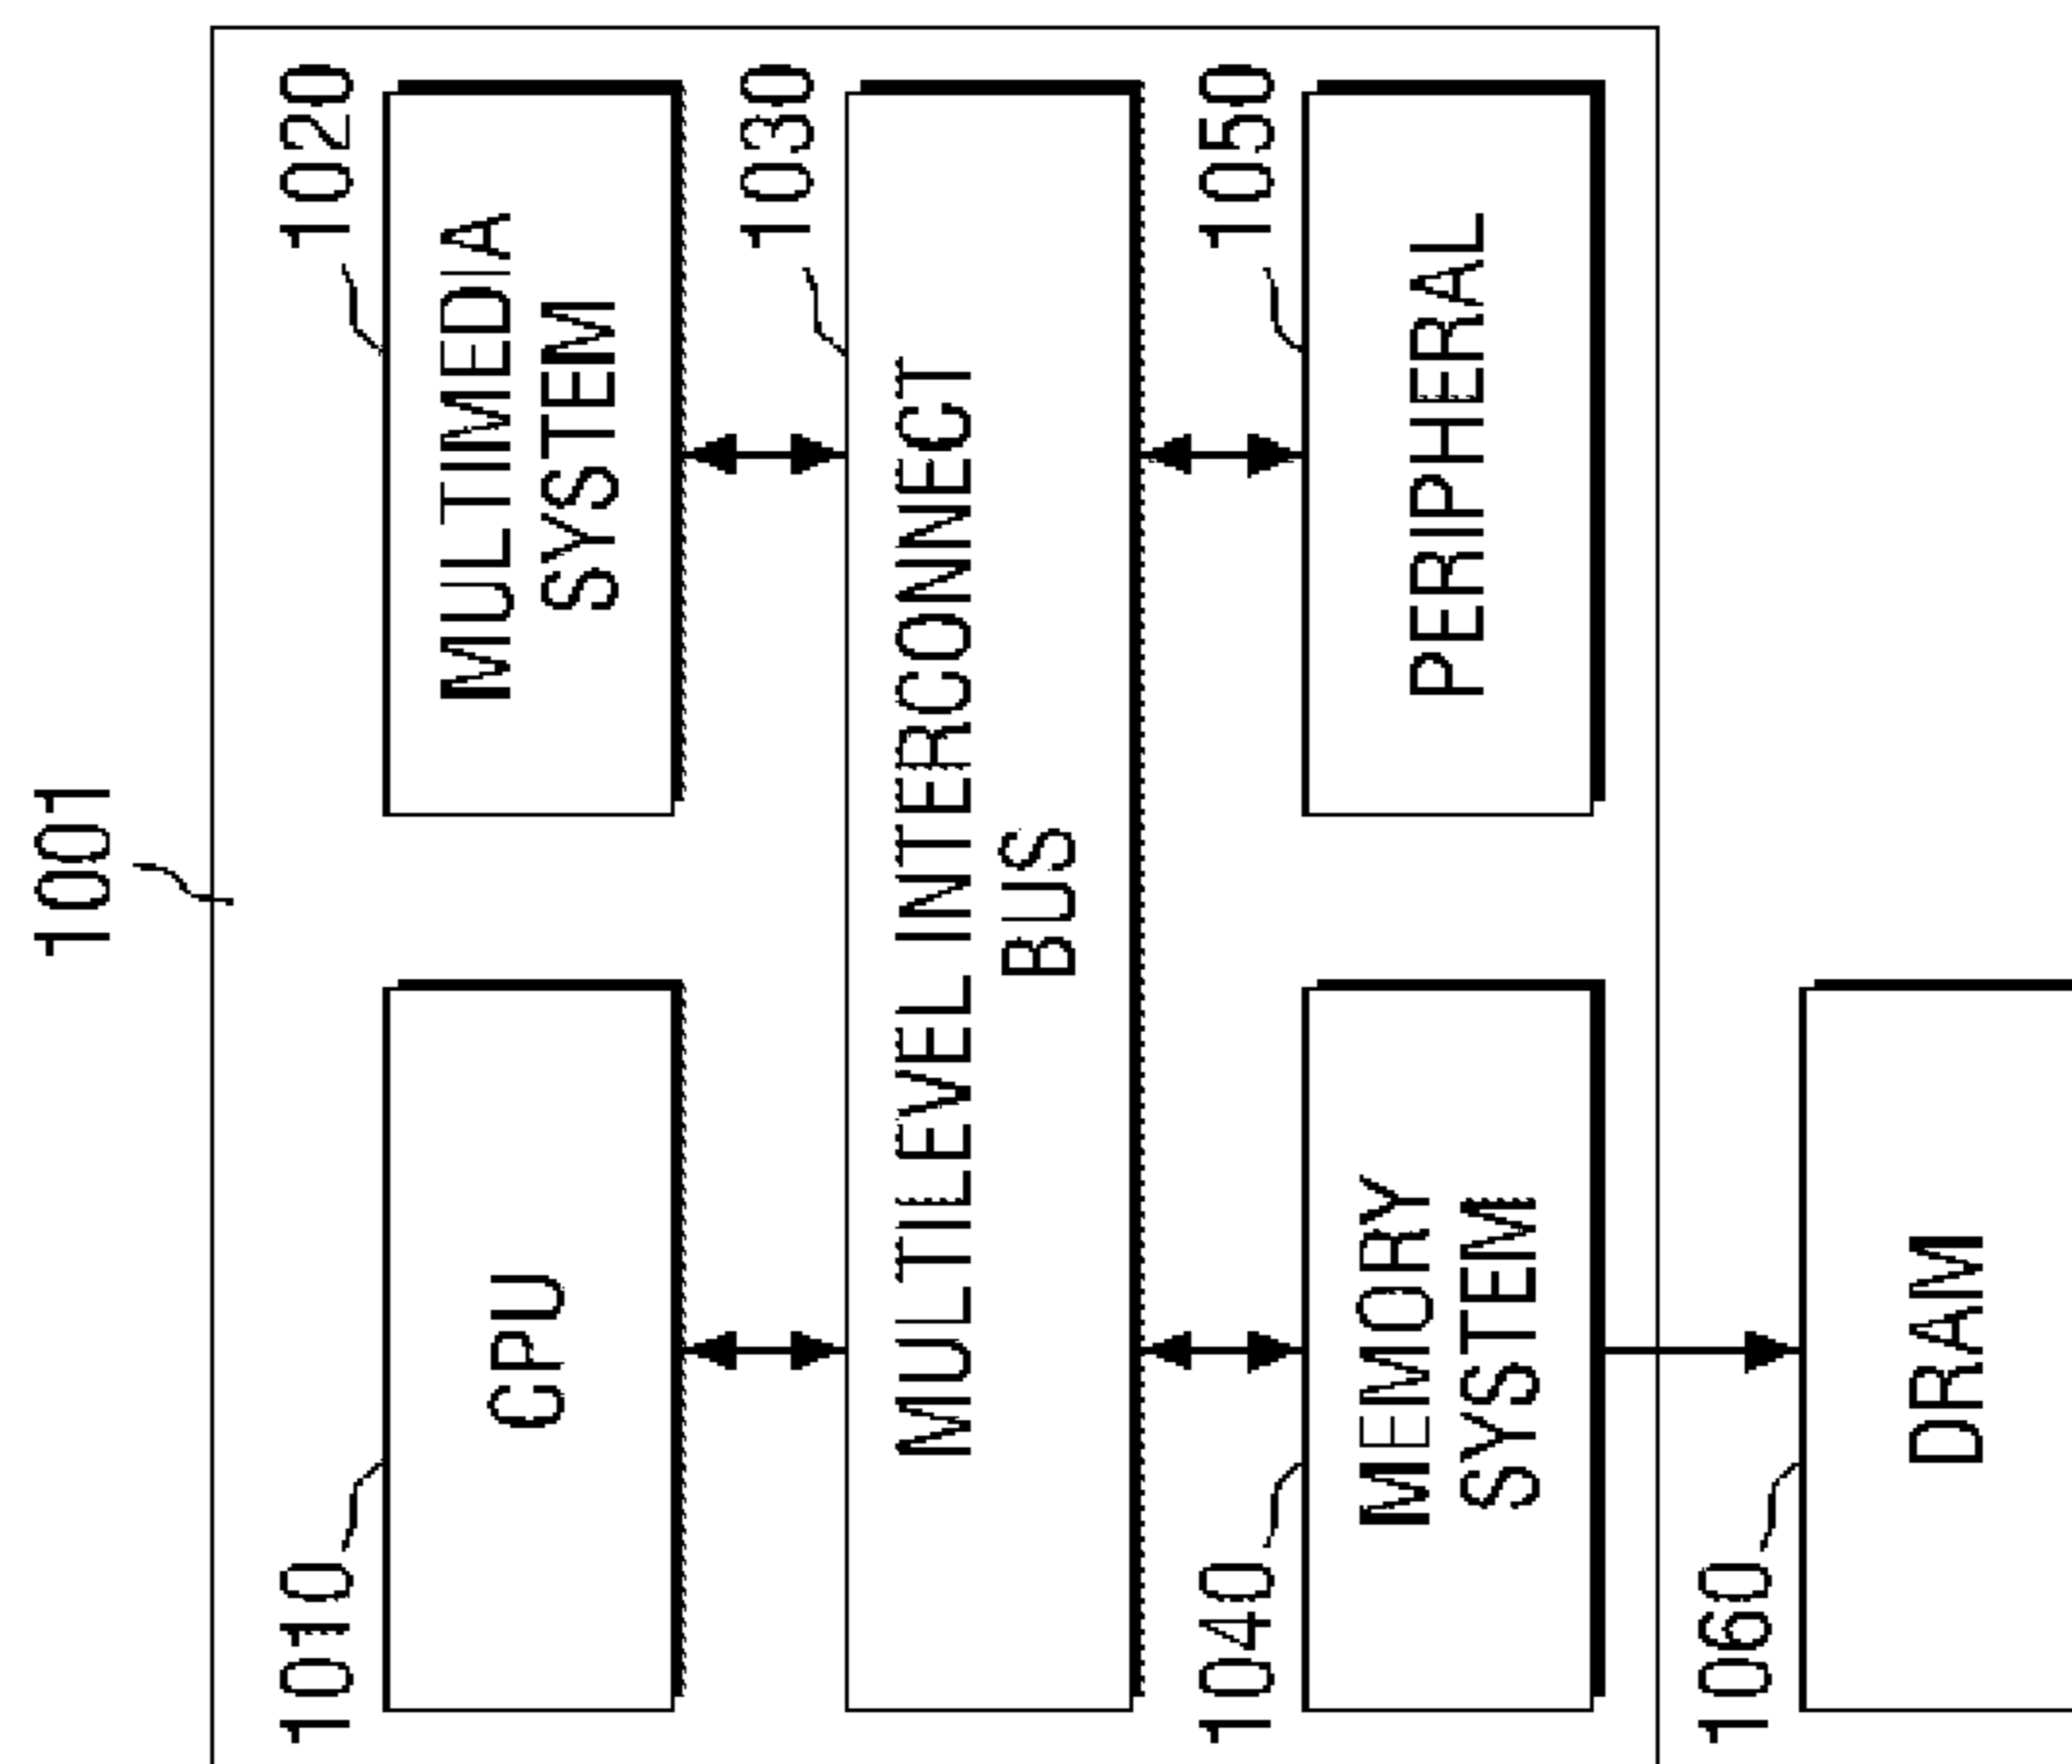 1001
1010
CPU
1020
MULTIMEDIA
SYSTEM
1030
MULTILEVEL INTERCONNECT
BUS
1040
MEMORY
SYSTEM
1050
PERIPHERAL
1060
DRAM